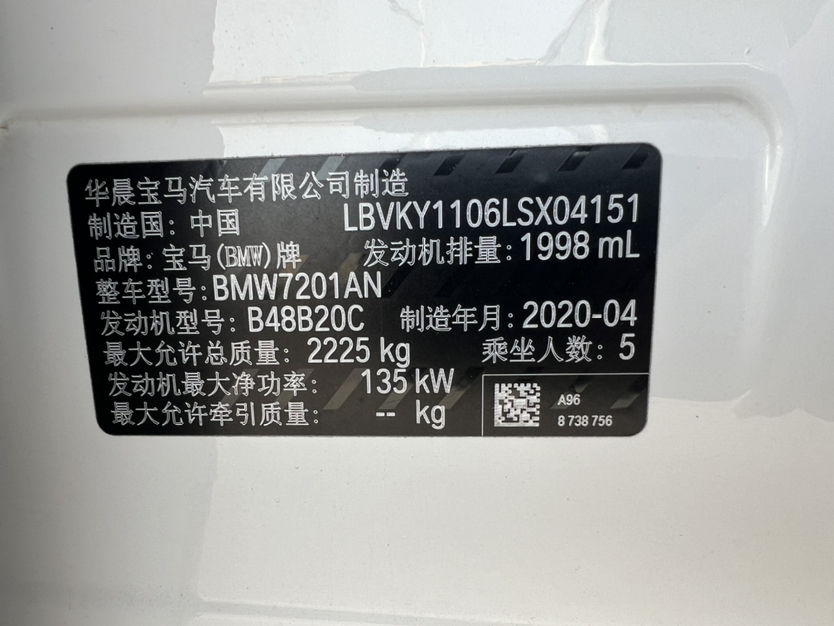 华晨宝马汽车有限公司制造
制造国: 中国 LBVKY1106LSX04151
品牌: 宝马(BMW)牌 发动机排量: 1998 mL
整车型号: BMW7201AN
发动机型号: B48B20C 制造年月: 2020-04
最大允许总质量: 2225 kg 乘坐人数: 5
发动机最大净功率: 135 kW
最大允许牵引质量: -- kg
A96
8 738 756